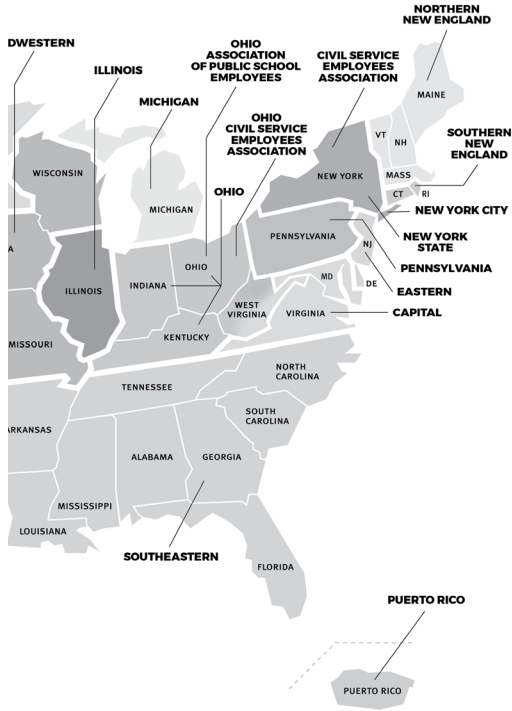 NORTHERN
NEW ENGLAND
DWESTERN
OHIO
ASSOCIATION
OF PUBLIC SCHOOL
EMPLOYEES
CIVIL SERVICE
EMPLOYEES
ASSOCIATION
ILLINOIS
MICHIGAN
OHIO
CIVIL SERVICE
EMPLOYEES
ASSOCIATION
SOUTHERN
NEW
ENGLAND
MAINE
VT
NH
WISCONSIN
NEW YORK
MASS
CT
RI
OHIO
MICHIGAN
NEW YORK CITY
NEW YORK
STATE
PENNSYLVANIA
NJ
A
OHIO
PENNSYLVANIA
MD
DE
EASTERN
ILLINOIS
INDIANA
WEST
VIRGINIA
VIRGINIA
CAPITAL
MISSOURI
KENTUCKY
NORTH
CAROLINA
TENNESSEE
SOUTH
CAROLINA
ARKANSAS
ALABAMA
GEORGIA
MISSISSIPPI
LOUISIANA
SOUTHEASTERN
FLORIDA
PUERTO RICO
PUERTO RICO